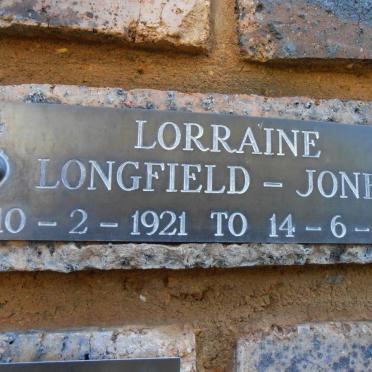 LORRAINE
LONGFIELD – JONE
10 – 2 – 1921 TO 14 – 6 –